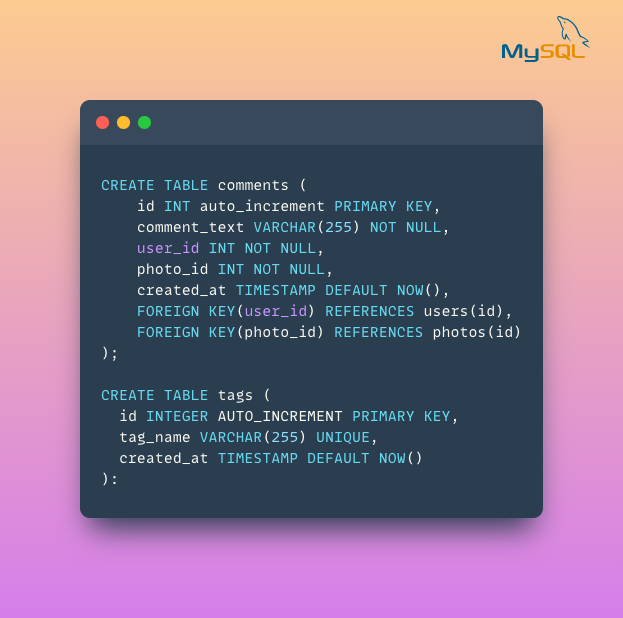 MySQL
CREATE TABLE comments (
    id INT auto_increment PRIMARY KEY,
    comment_text VARCHAR(255) NOT NULL,
    user_id INT NOT NULL,
    photo_id INT NOT NULL,
    created_at TIMESTAMP DEFAULT NOW(),
    FOREIGN KEY(user_id) REFERENCES users(id),
    FOREIGN KEY(photo_id) REFERENCES photos(id)
);
CREATE TABLE tags (
  id INTEGER AUTO_INCREMENT PRIMARY KEY,
  tag_name VARCHAR(255) UNIQUE,
  created_at TIMESTAMP DEFAULT NOW()
):